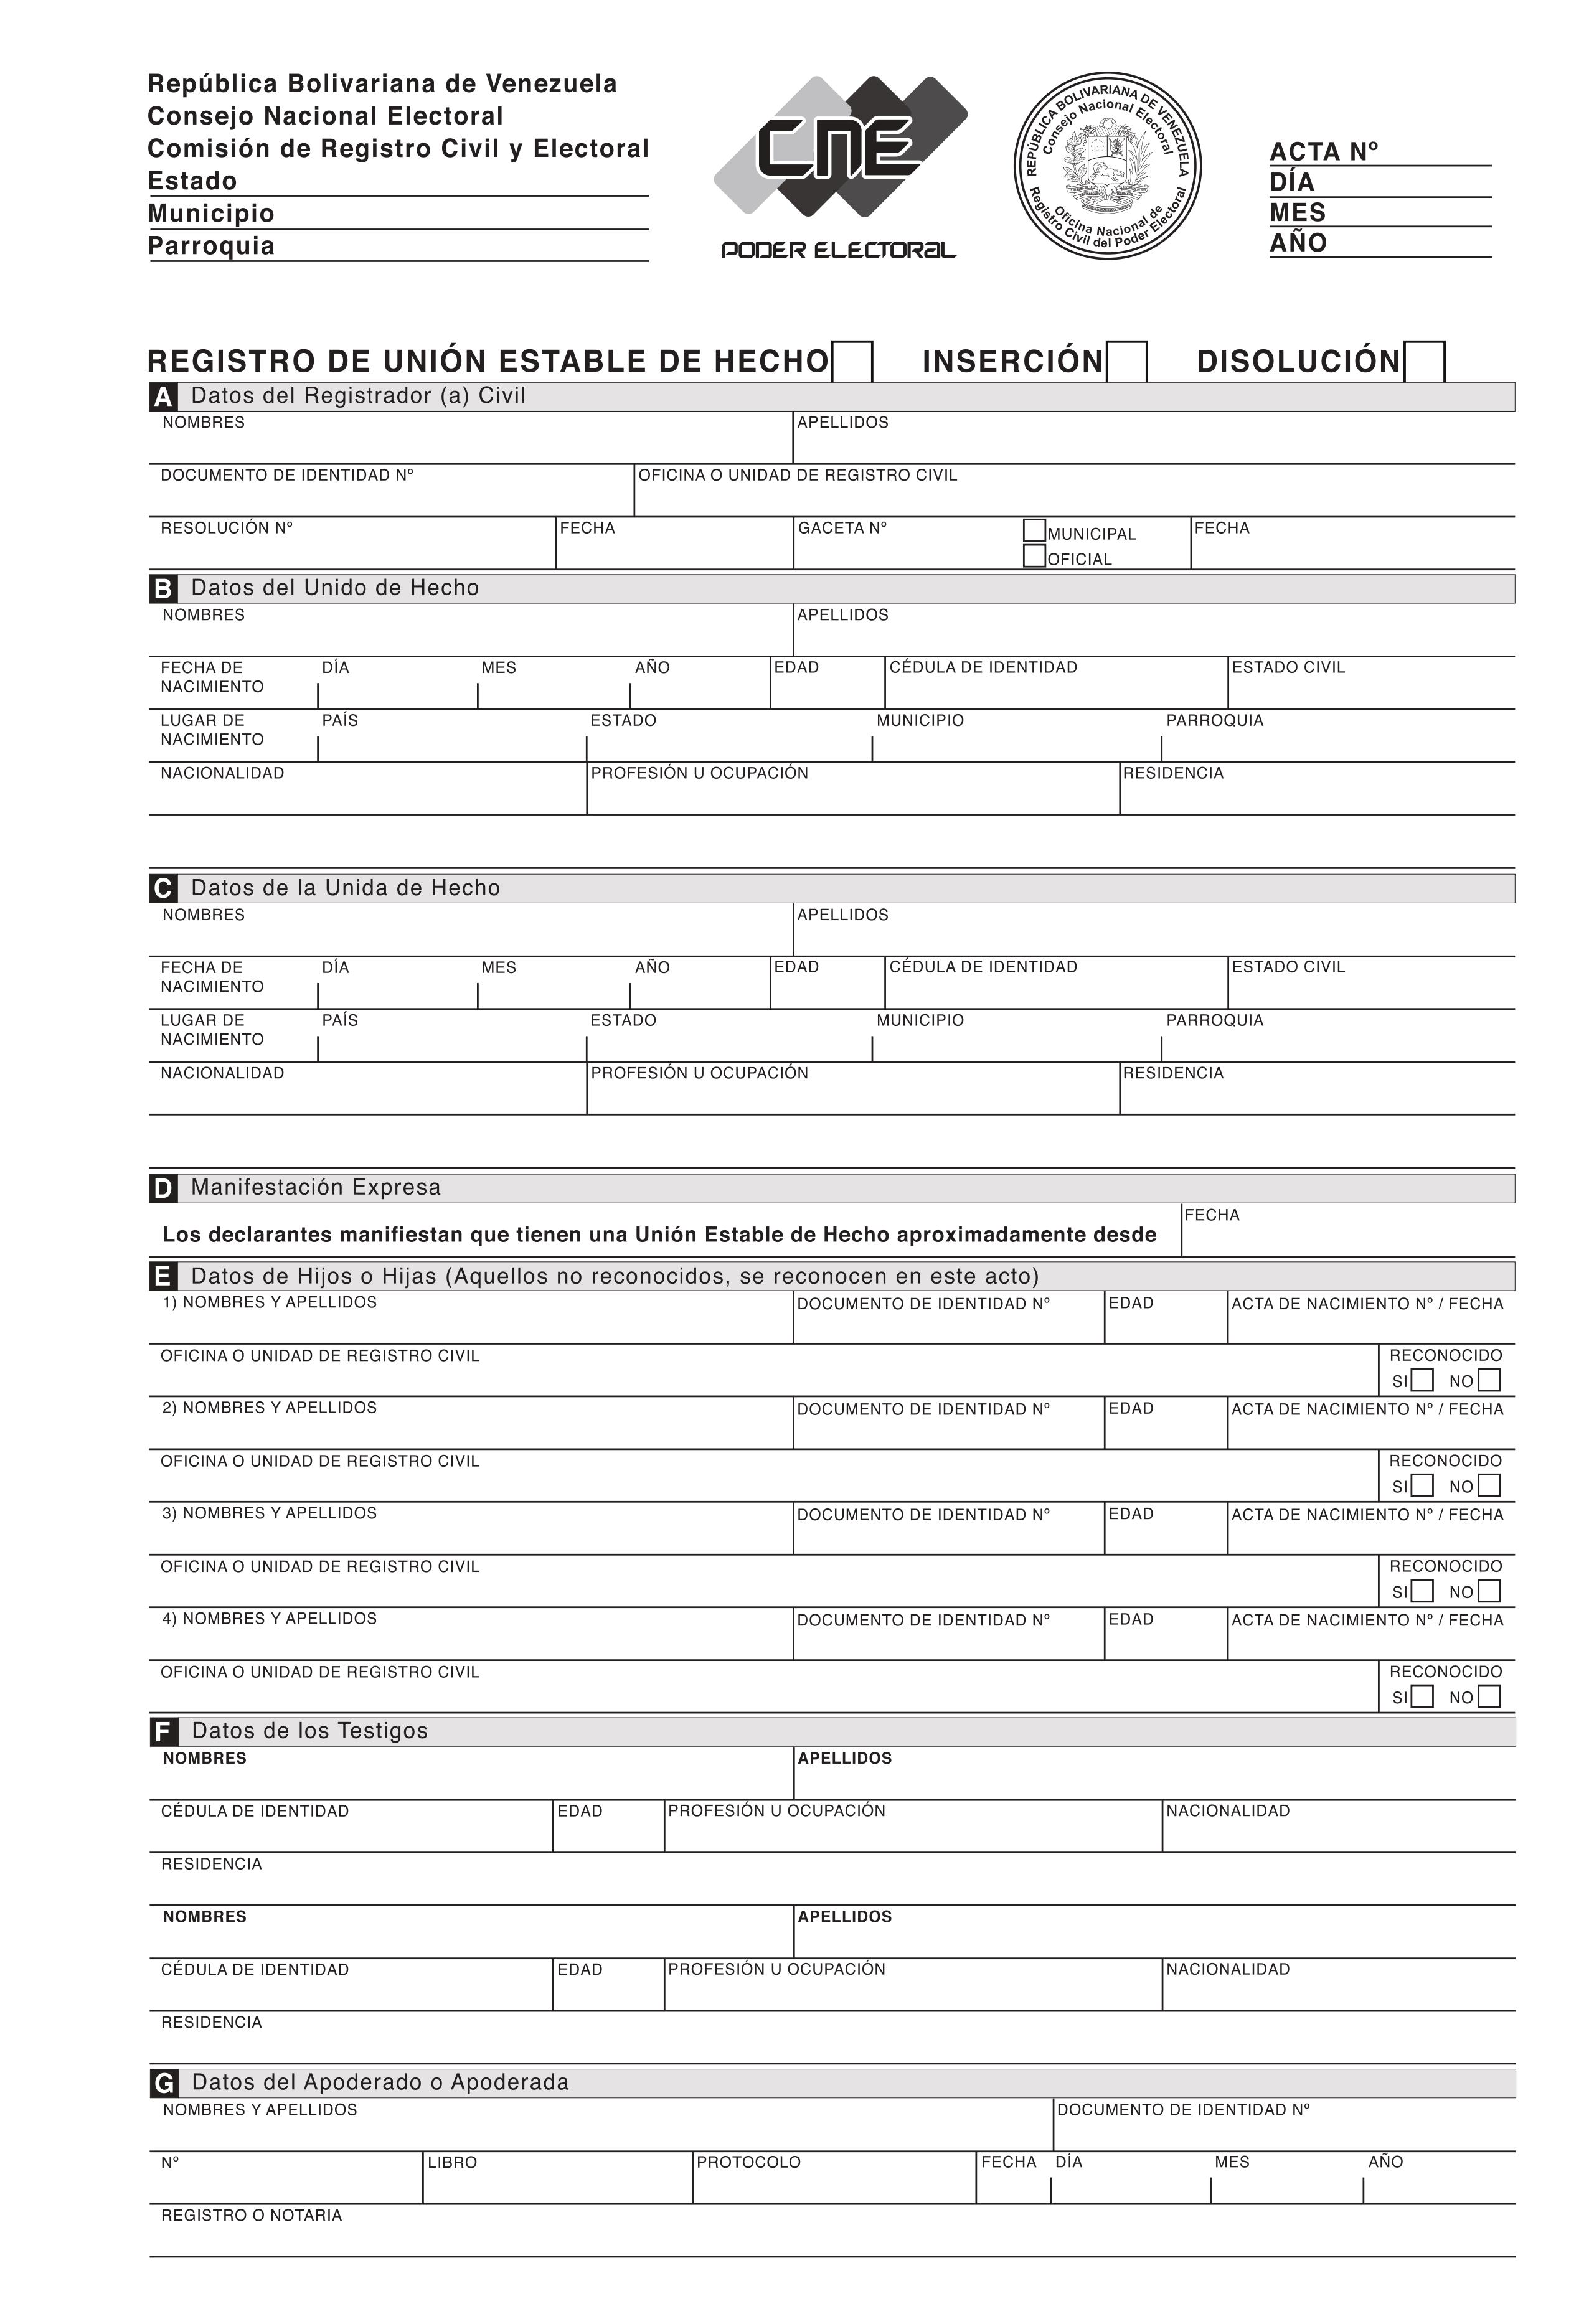 República Bolivariana de Venezuela
Consejo Nacional Electoral
Comisión de Registro Civil y Electoral
Estado
Municipio
Parroquia
CNE
PODER ELECTORAL
REPÚBLICA BOLIVARIANA DE VENEZUELA
Consejo Nacional Electoral
Oficina Nacional de
Registro Civil del Poder Electoral
ACTA Nº
DÍA
MES
AÑO
REGISTRO DE UNIÓN ESTABLE DE HECHO INSERCIÓN DISOLUCIÓN
A Datos del Registrador (a) Civil
NOMBRES APELLIDOS
DOCUMENTO DE IDENTIDAD Nº OFICINA O UNIDAD DE REGISTRO CIVIL
RESOLUCIÓN Nº FECHA GACETA Nº MUNICIPAL FECHA
OFICIAL
B Datos del Unido de Hecho
NOMBRES APELLIDOS
FECHA DE DÍA MES AÑO EDAD CÉDULA DE IDENTIDAD ESTADO CIVIL
NACIMIENTO
LUGAR DE PAÍS ESTADO MUNICIPIO PARROQUIA
NACIMIENTO
NACIONALIDAD PROFESIÓN U OCUPACIÓN RESIDENCIA
C Datos de la Unida de Hecho
NOMBRES APELLIDOS
FECHA DE DÍA MES AÑO EDAD CÉDULA DE IDENTIDAD ESTADO CIVIL
NACIMIENTO
LUGAR DE PAÍS ESTADO MUNICIPIO PARROQUIA
NACIMIENTO
NACIONALIDAD PROFESIÓN U OCUPACIÓN RESIDENCIA
D Manifestación Expresa
Los declarantes manifiestan que tienen una Unión Estable de Hecho aproximadamente desde FECHA
E Datos de Hijos o Hijas (Aquellos no reconocidos, se reconocen en este acto)
1) NOMBRES Y APELLIDOS DOCUMENTO DE IDENTIDAD Nº EDAD ACTA DE NACIMIENTO Nº / FECHA
OFICINA O UNIDAD DE REGISTRO CIVIL RECONOCIDO
SI NO
2) NOMBRES Y APELLIDOS DOCUMENTO DE IDENTIDAD Nº EDAD ACTA DE NACIMIENTO Nº / FECHA
OFICINA O UNIDAD DE REGISTRO CIVIL RECONOCIDO
SI NO
3) NOMBRES Y APELLIDOS DOCUMENTO DE IDENTIDAD Nº EDAD ACTA DE NACIMIENTO Nº / FECHA
OFICINA O UNIDAD DE REGISTRO CIVIL RECONOCIDO
SI NO
4) NOMBRES Y APELLIDOS DOCUMENTO DE IDENTIDAD Nº EDAD ACTA DE NACIMIENTO Nº / FECHA
OFICINA O UNIDAD DE REGISTRO CIVIL RECONOCIDO
SI NO
F Datos de los Testigos
NOMBRES APELLIDOS
CÉDULA DE IDENTIDAD EDAD PROFESIÓN U OCUPACIÓN NACIONALIDAD
RESIDENCIA
NOMBRES APELLIDOS
CÉDULA DE IDENTIDAD EDAD PROFESIÓN U OCUPACIÓN NACIONALIDAD
RESIDENCIA
G Datos del Apoderado o Apoderada
NOMBRES Y APELLIDOS DOCUMENTO DE IDENTIDAD Nº
Nº LIBRO PROTOCOLO FECHA DÍA MES AÑO
REGISTRO O NOTARIA